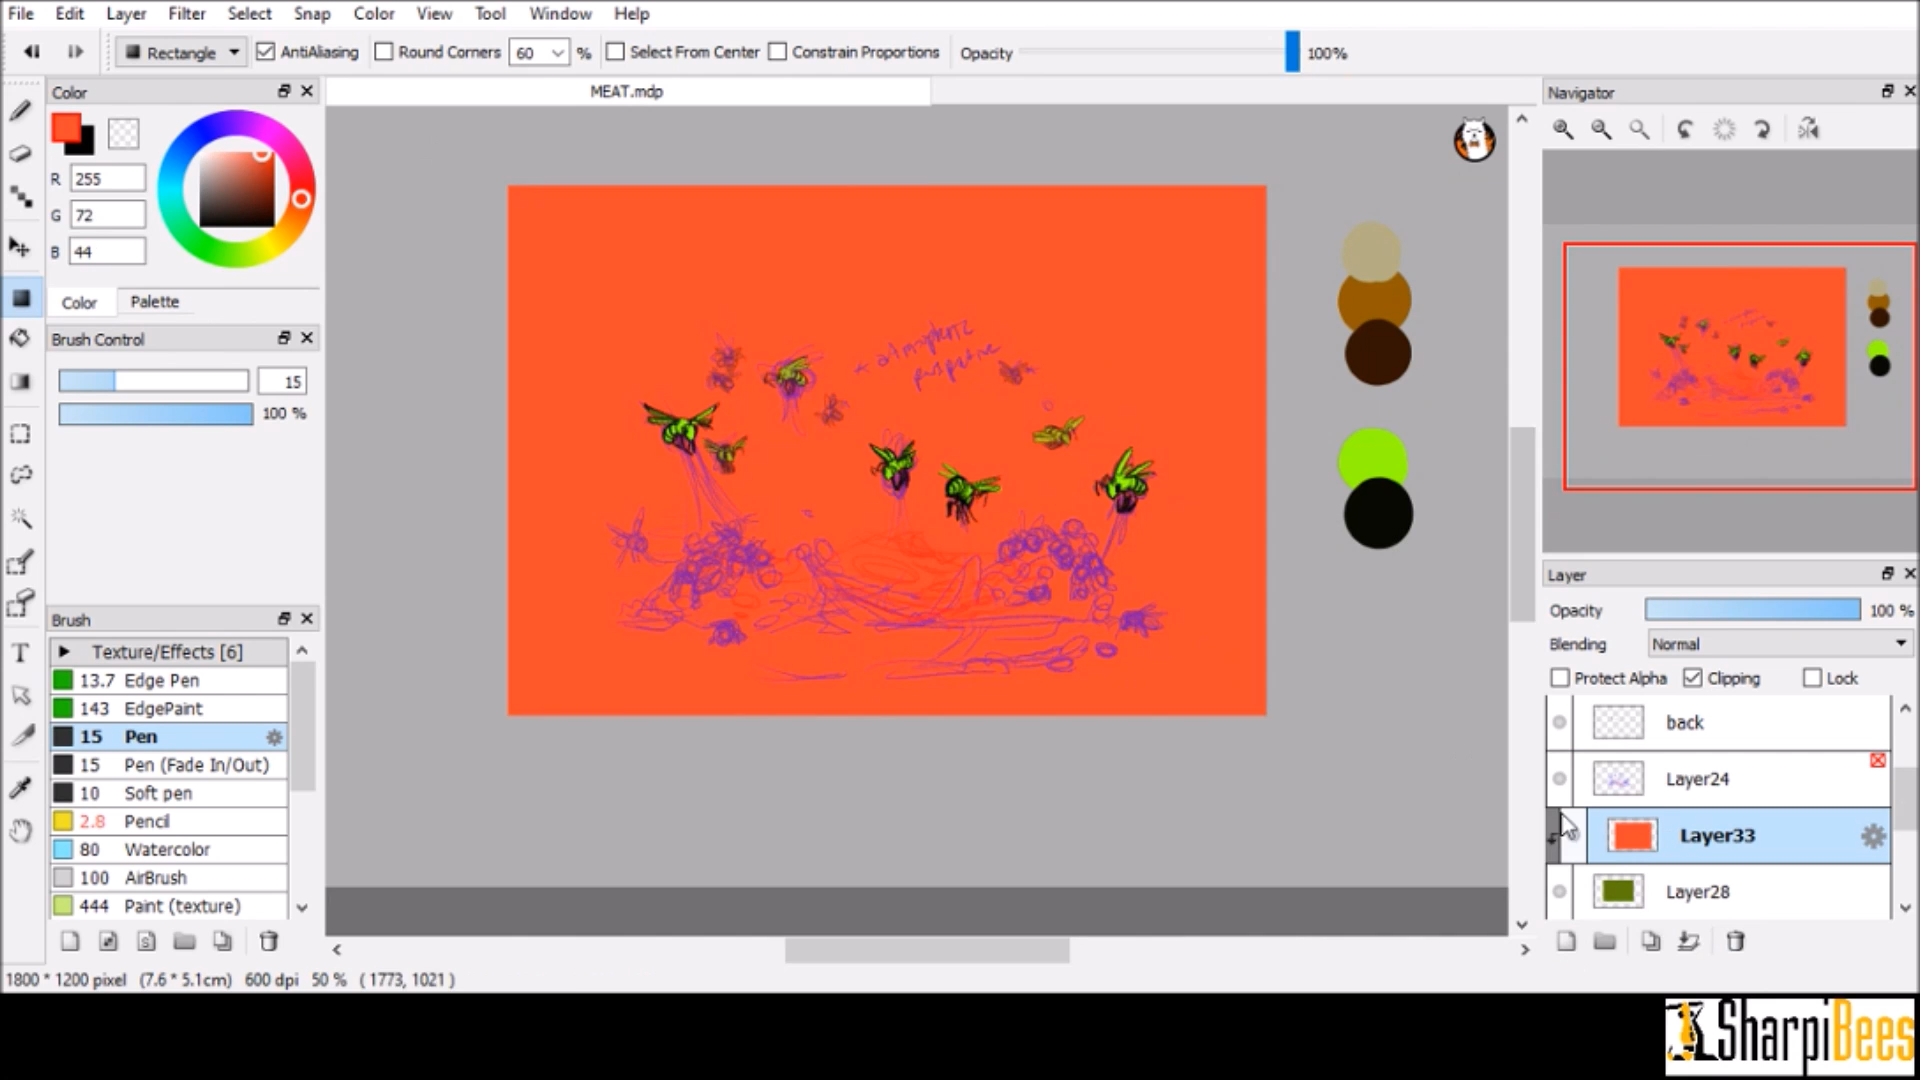 File Edit Layer Filter Select Snap Color View Tool Window Help
Rectangle AntiAliasing Round Corners 60 % Select From Center Constrain Proportions Opacity 100%
Color
MEAT.mdp
Navigator
R 255
G 72
B 44
Color Palette
Brush Control
15
100 %
atmospheric
perspective
Brush
Texture/Effects [6]
13.7 Edge Pen
143 EdgePaint
15 Pen
15 Pen (Fade In/Out)
10 Soft pen
2.8 Pencil
80 Watercolor
100 AirBrush
444 Paint (texture)
Layer
Opacity 100 %
Blending Normal
Protect Alpha Clipping Lock
back
Layer24
Layer33
Layer28
1800 * 1200 pixel (7.6 * 5.1cm) 600 dpi 50 % ( 1773, 1021 )
SharpiBees